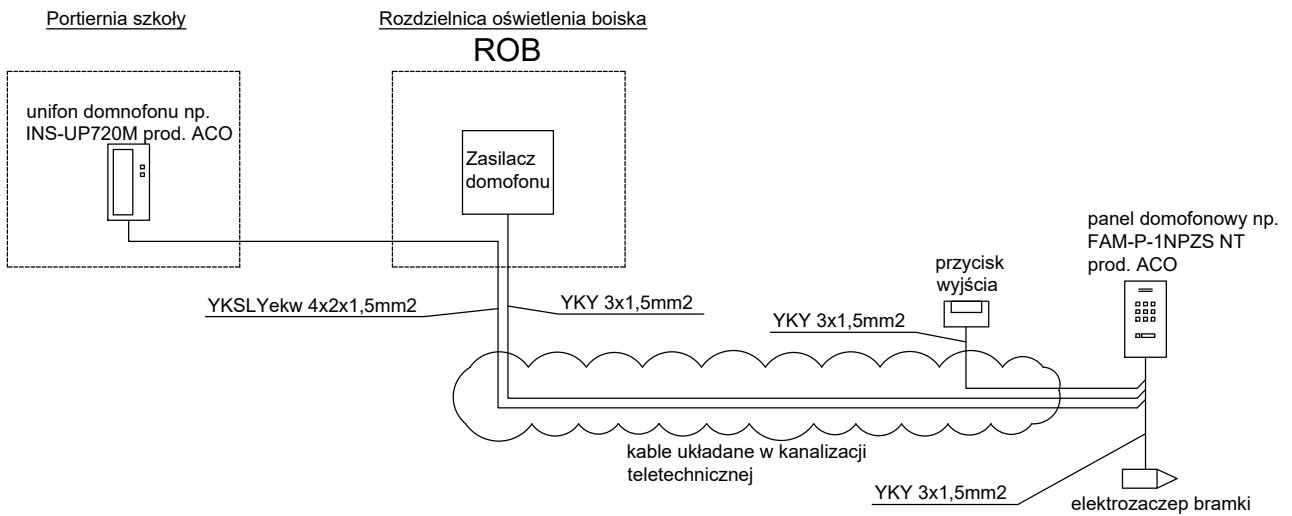 Portiernia szkoły
Rozdzielnica oświetlenia boiska
ROB
unifon domnofonu np.
INS-UP720M prod. ACO
Zasilacz
domofonu
panel domofonowy np.
FAM-P-1NPZS NT
prod. ACO
przycisk
wyjścia
YKSLYekw 4x2x1,5mm2
YKY 3x1,5mm2
YKY 3x1,5mm2
kable układane w kanalizacji
teletechnicznej
YKY 3x1,5mm2
elektrozaczep bramki